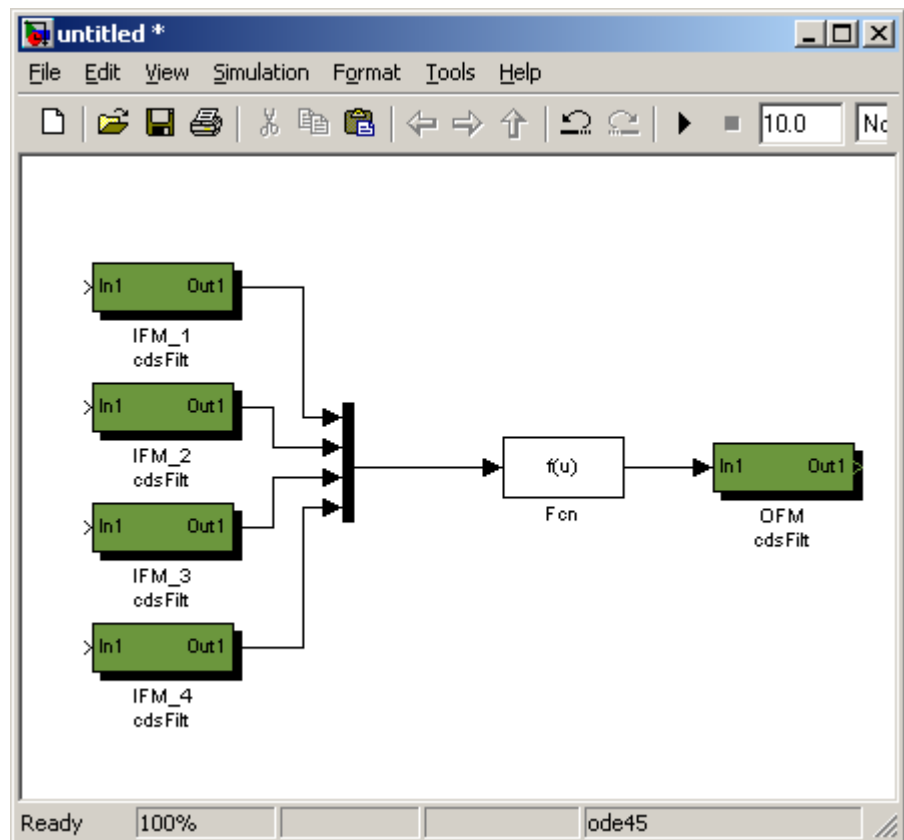 untitled *
File Edit View Simulation Format Tools Help
10.0 No
In1 Out1
IFM_1
cdsFilt
In1 Out1
IFM_2
cdsFilt
In1 Out1
IFM_3
cdsFilt
In1 Out1
IFM_4
cdsFilt
f(u)
Fcn
In1 Out1
OFM
cdsFilt
Ready 100% ode45